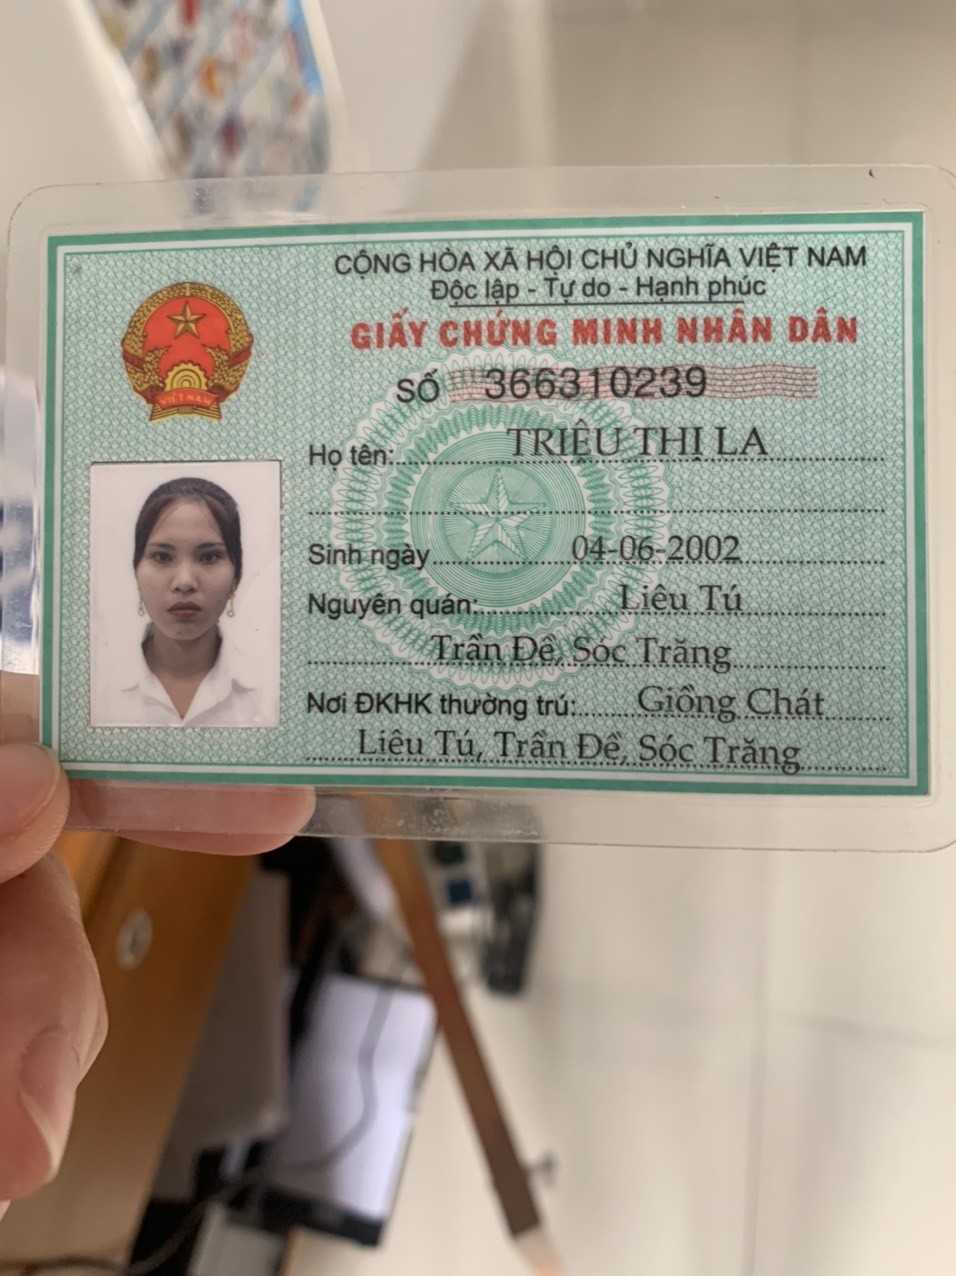 CỘNG HÒA XÃ HỘI CHỦ NGHĨA VIỆT NAM
Độc lập - Tự do - Hạnh phúc
GIẤY CHỨNG MINH NHÂN DÂN
SỐ 366310239
VIỆT NAM
Họ tên: TRIỆU THỊ LA
Sinh ngày 04-06-2002
Nguyên quán: Liêu Tú
Trần Đề, Sóc Trăng
Nơi ĐKHK thường trú: Giồng Chát
Liêu Tú, Trần Đề, Sóc Trăng